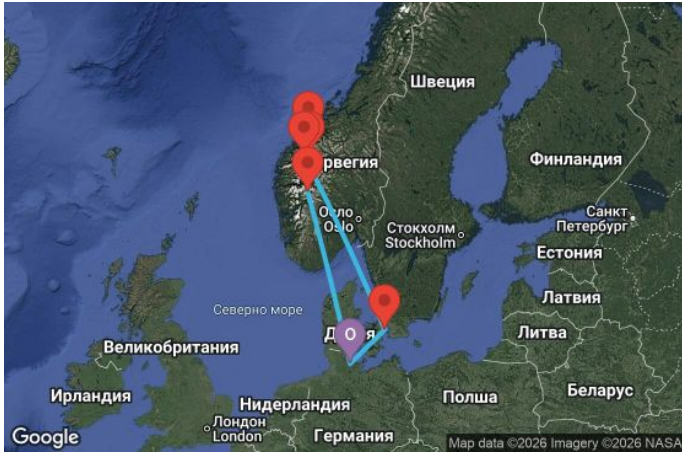 Швеция
рвегия
Финландия
Осло
Oslo
Санкт
Петербург
Стокхолм
Stockholm
Естония
Северно море
Латвия
O
Д
я
Литва
Великобритания
Беларус
Ирландия
Нидерландия
Полша
Лондон
London
Германия
Google
Map data ©2026 Imagery ©2026 NASA